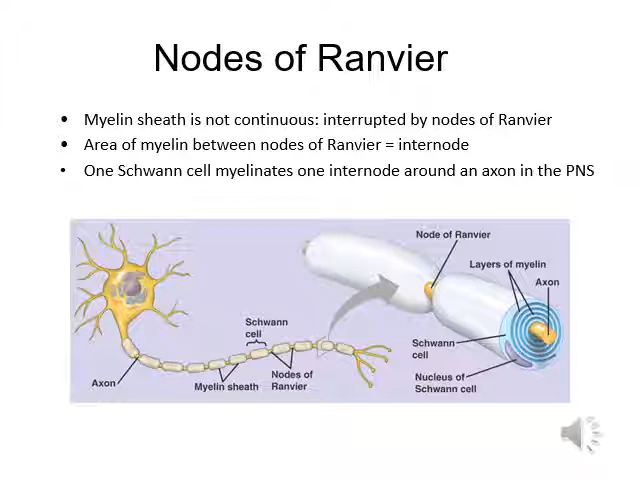 Nodes of Ranvier
• Myelin sheath is not continuous: interrupted by nodes of Ranvier
• Area of myelin between nodes of Ranvier = internode
• One Schwann cell myelinates one internode around an axon in the PNS
Node of Ranvier
Layers of myelin
Axon
Schwann
cell
Schwann
cell
Nucleus of
Schwann cell
Axon
Myelin sheath
Nodes of
Ranvier